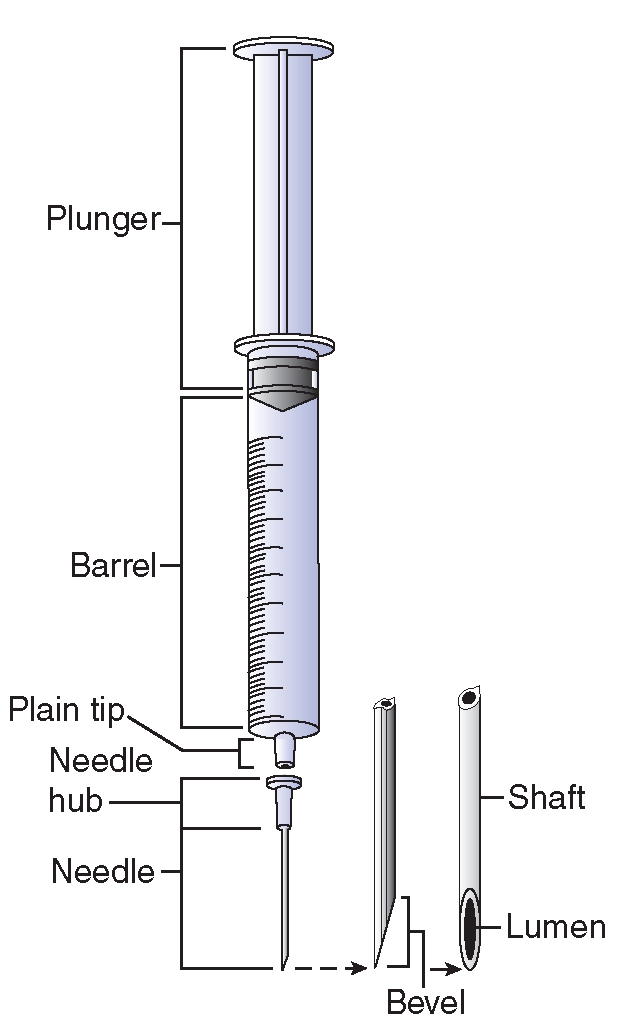 Plunger
Barrel
Plain tip
Needle
hub
Needle
Shaft
Lumen
Bevel